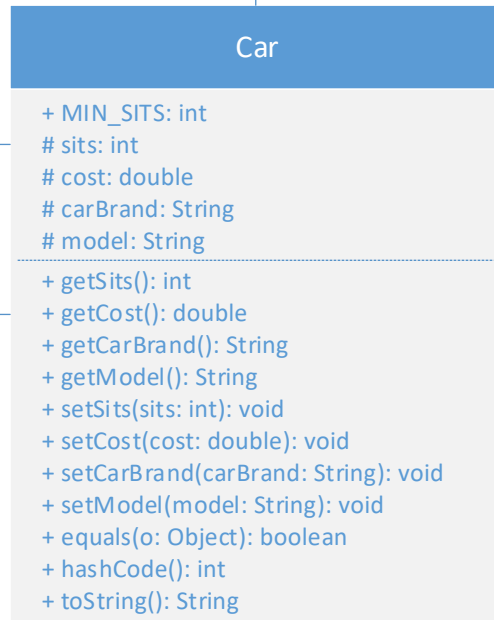 Car
+ MIN_SITS: int
# sits: int
# cost: double
# carBrand: String
# model: String
+ getSits(): int
+ getCost(): double
+ getCarBrand(): String
+ getModel(): String
+ setSits(sits: int): void
+ setCost(cost: double): void
+ setCarBrand(carBrand: String): void
+ setModel(model: String): void
+ equals(o: Object): boolean
+ hashCode(): int
+ toString(): String